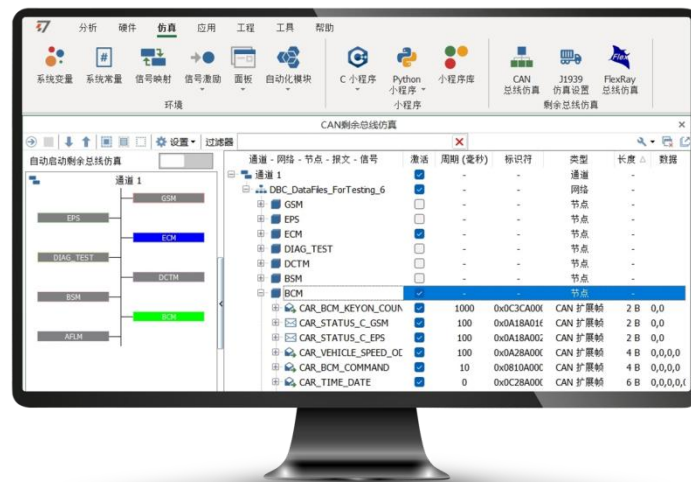 分析 硬件 仿真 应用 工程 工具 帮助
系统变量 系统常量 信号映射 信号激励 面板 自动化模块 C 小程序 Python 小程序 小程序库 CAN 总线仿真 J1939 仿真设置 FlexRay 总线仿真
环境 小程序 剩余总线仿真
CAN剩余总线仿真
设置 过滤器
自动启动剩余总线仿真
通道 1
GSM
EPS
ECM
DIAG_TEST
DCTM
BSM
BCM
AFLM
通道 - 网络 - 节点 - 报文 - 信号 激活 周期 (毫秒) 标识符 类型 长度 数据
通道 1 - - 通道 -
DBC_DataFiles_ForTesting_6 - - 网络 -
GSM - - 节点 -
EPS - - 节点 -
ECM - - 节点 -
DIAG_TEST - - 节点 -
DCTM - - 节点 -
BSM - - 节点 -
BCM - - 节点 -
CAR_BCM_KEYON_COUN 1000 0x0C3CA00( CAN 扩展帧 2 B 0,0
CAR_STATUS_C_GSM 100 0x0A18A016 CAN 扩展帧 2 B 0,0
CAR_STATUS_C_EPS 100 0x0A18A002 CAN 扩展帧 2 B 0,0
CAR_VEHICLE_SPEED_OD 100 0x0A28A00( CAN 扩展帧 4 B 0,0,0,0
CAR_BCM_COMMAND 10 0x0810A00( CAN 扩展帧 4 B 0,0,0,0
CAR_TIME_DATE 0 0x0C28A00( CAN 扩展帧 6 B 0,0,0,0,(